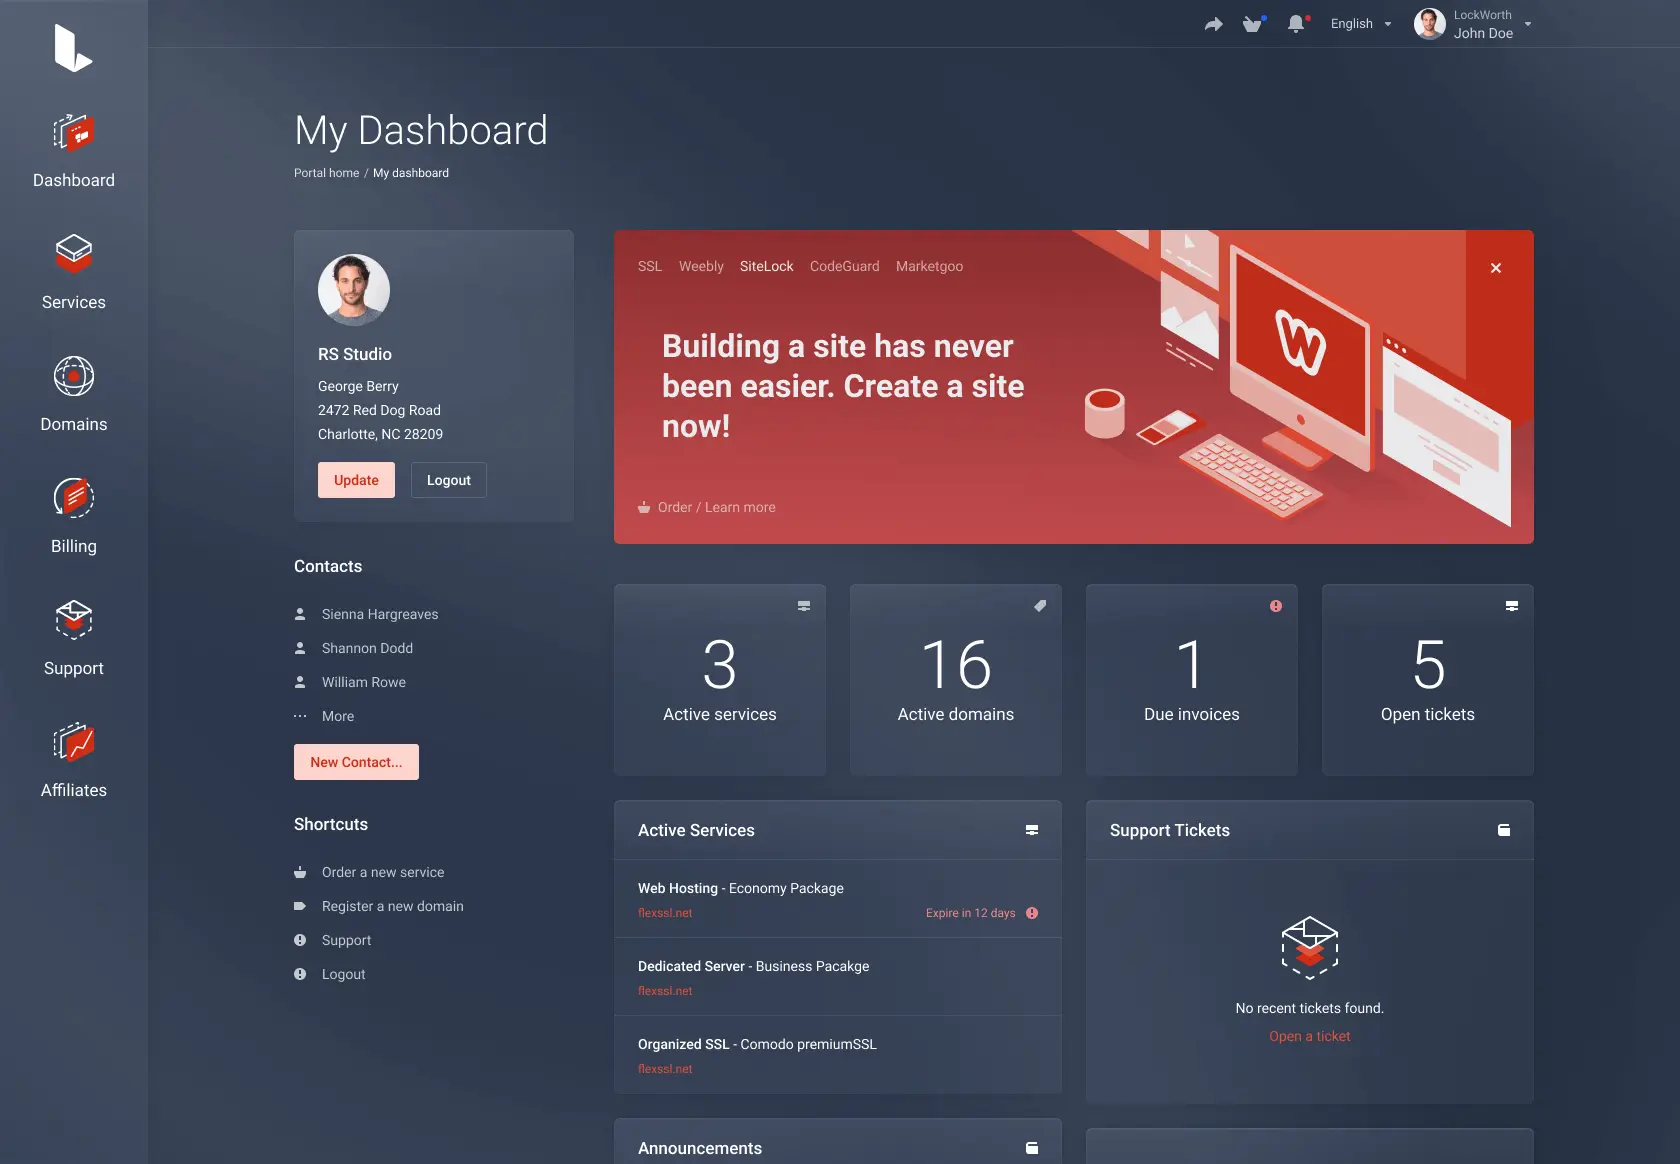 English
LockWorth
John Doe
Dashboard
Services
Domains
Billing
Support
Affiliates
My Dashboard
Portal home / My dashboard
RS Studio
George Berry
2472 Red Dog Road
Charlotte, NC 28209
Update
Logout
Contacts
Sienna Hargreaves
Shannon Dodd
William Rowe
More
New Contact...
Shortcuts
Order a new service
Register a new domain
Support
Logout
SSL Weebly SiteLock CodeGuard Marketgoo
Building a site has never
been easier. Create a site
now!
Order / Learn more
W
3
Active services
16
Active domains
1
Due invoices
5
Open tickets
Active Services
Web Hosting - Economy Package
flexssl.net
Expire in 12 days
Dedicated Server - Business Pacakge
flexssl.net
Organized SSL - Comodo premiumSSL
flexssl.net
Support Tickets
No recent tickets found.
Open a ticket
Announcements